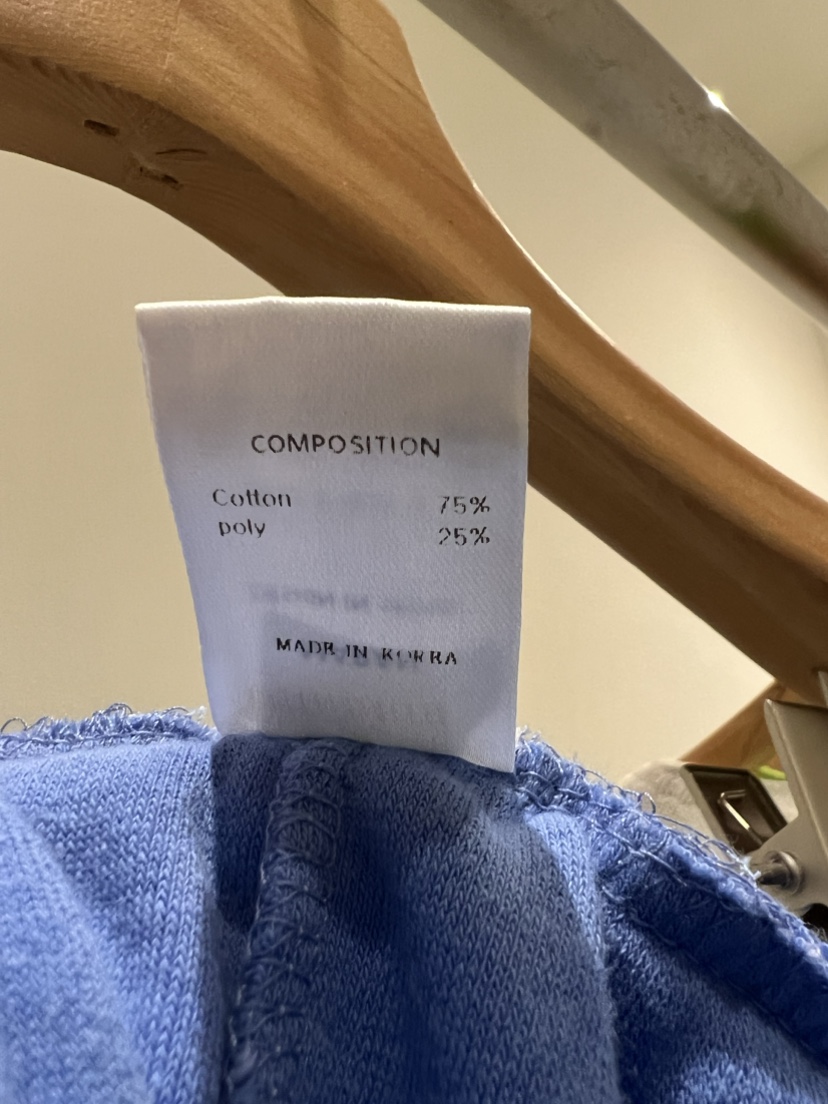 COMPOSITION
Cotton 75%
poly 25%
MADE IN KORRA